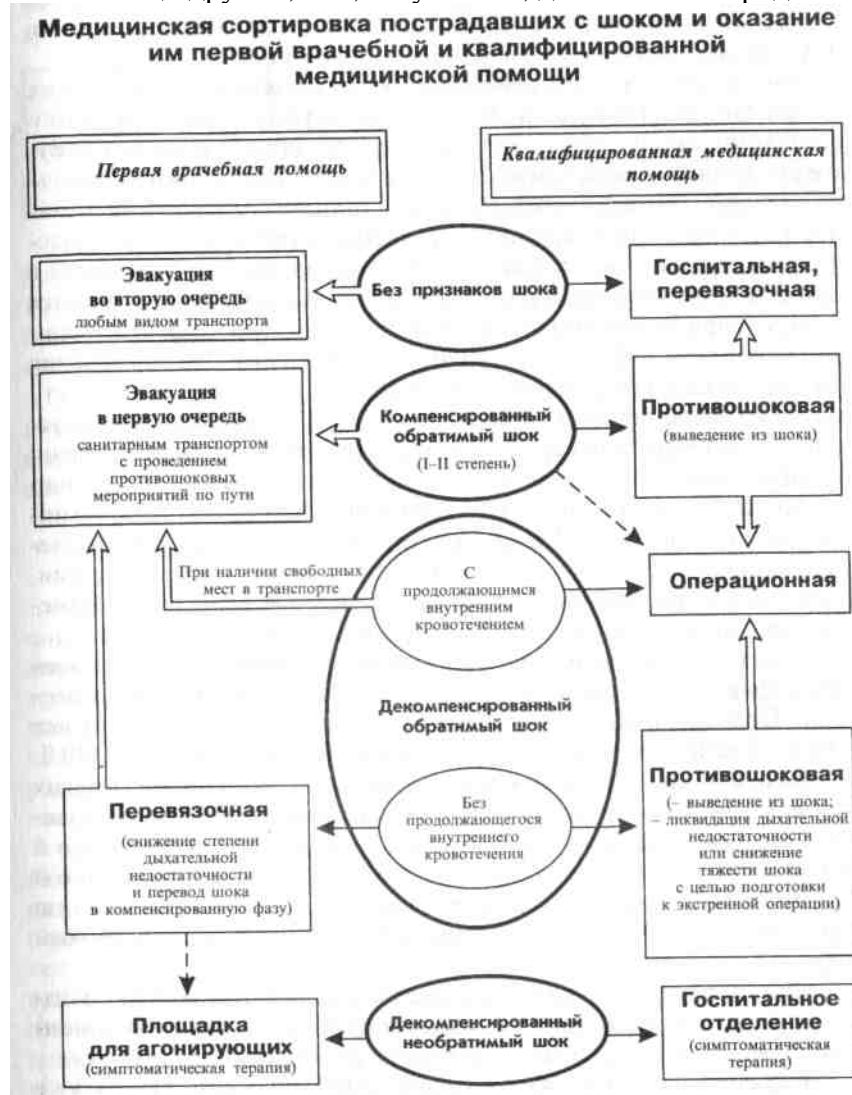 Медицинская сортировка пострадавших с шоком и оказание
им первой врачебной и квалифицированной
медицинской помощи
Первая врачебная помощь
Квалифицированная медицинская
помощь
Эвакуация
во вторую очередь
любым видом транспорта
Без признаков шока
Госпитальная,
перевязочная
Эвакуация
в первую очередь
санитарным транспортом
с проведением
противошоковых
мероприятий по пути
Компенсированный
обратимый шок
(I–II степень)
Противошоковая
(выведение из шока)
При наличии свободных
мест в транспорте
С
продолжающимся
внутренним
кровотечением
Операционная
Декомпенсированный
обратимый шок
Перевязочная
(снижение степени
дыхательной
недостаточности
и перевод шока
в компенсированную фазу)
Без
продолжающегося
внутреннего
кровотечения
Противошоковая
(– выведение из шока;
– ликвидация дыхательной
недостаточности
или снижение
тяжести шока
с целью подготовки
к экстренной операции)
Площадка
для агонирующих
(симптоматическая терапия)
Декомпенсированный
необратимый шок
Госпитальное
отделение
(симптоматическая
терапия)